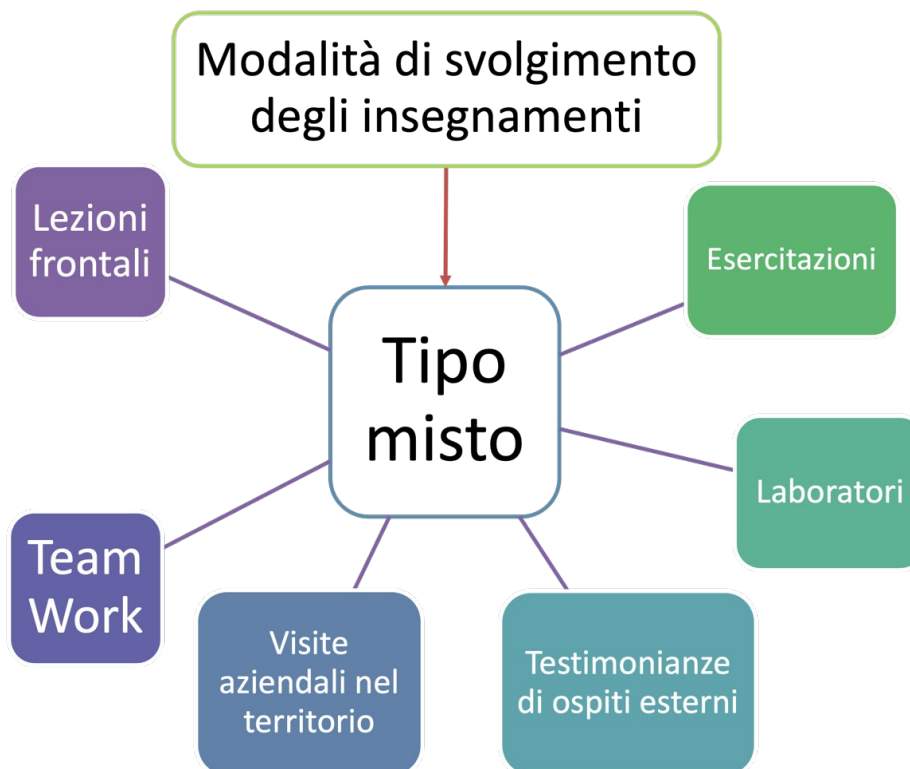 Modalità di svolgimento
degli insegnamenti
Lezioni
frontali
Esercitazioni
Tipo
misto
Laboratori
Team
Work
Visite
aziendali nel
territorio
Testimonianze
di ospiti esterni